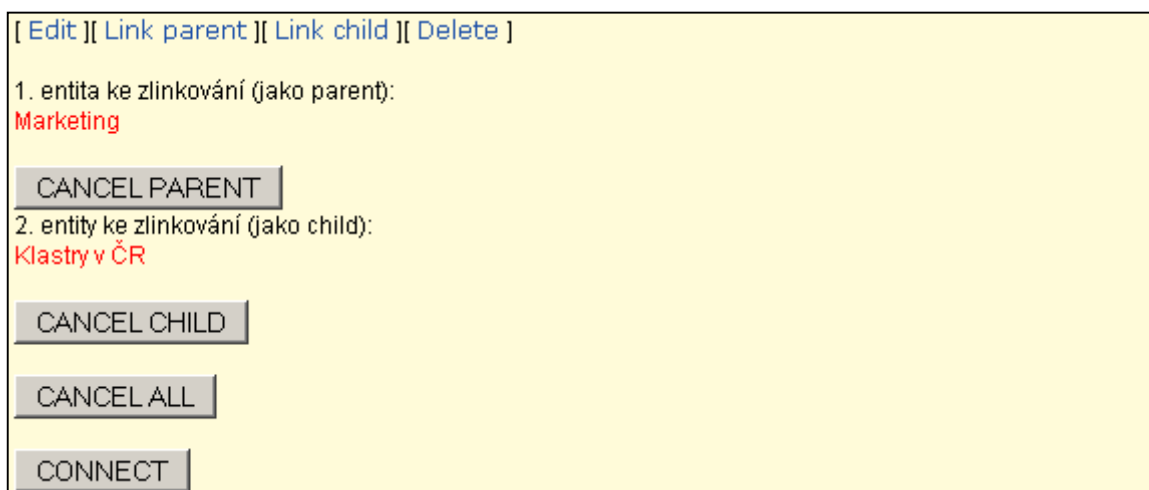 [ Edit ][ Link parent ][ Link child ][ Delete ]
1. entita ke zlinkování (jako parent):
Marketing
CANCEL PARENT
2. entity ke zlinkování (jako child):
Klastry v ČR
CANCEL CHILD
CANCEL ALL
CONNECT